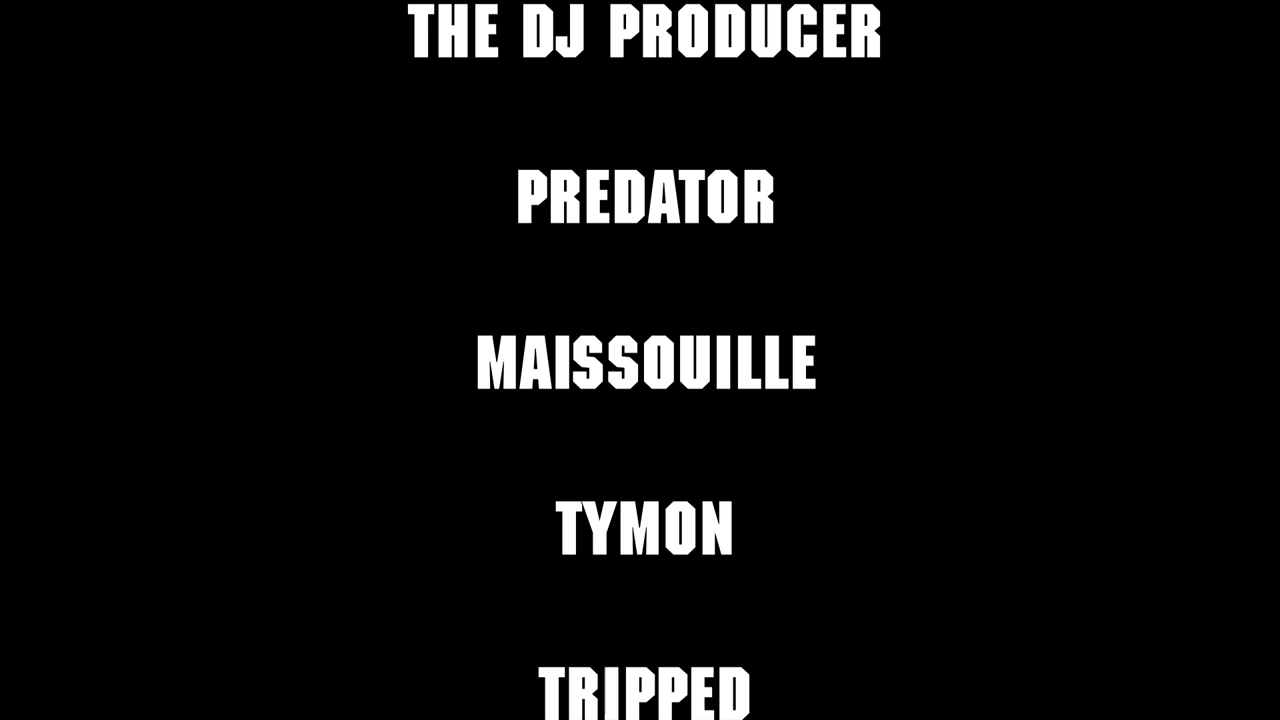 THE DJ PRODUCER
PREDATOR
MAISSOUILLE
TYMON
TRIPPED